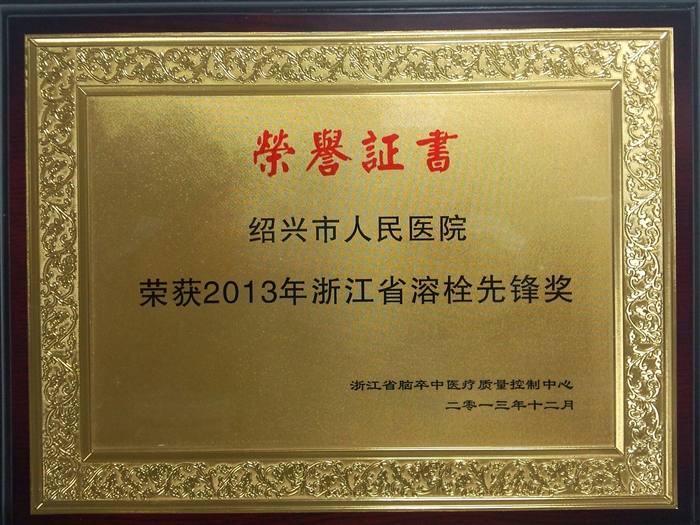 榮譽証書
绍兴市人民医院
荣获2013年浙江省溶栓先锋奖
浙江省脑卒中医疗质量控制中心
二零一三年十二月